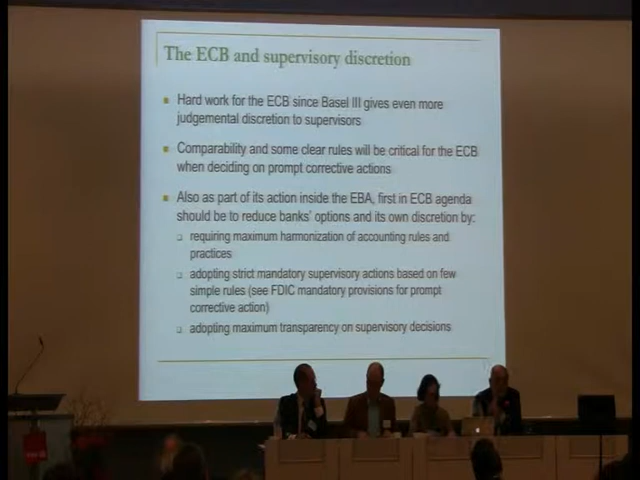 The ECB and supervisory discretion
Hard work for the ECB since Basel III gives even more
judgemental discretion to supervisors
Comparability and some clear rules will be critical for the ECB
when deciding on prompt corrective actions
Also as part of its action inside the EBA, first in ECB agenda
should be to reduce banks' options and its own discretion by:
requiring maximum harmonization of accounting rules and
practices
adopting strict mandatory supervisory actions based on few
simple rules (see FDIC mandatory provisions for prompt
corrective action)
adopting maximum transparency on supervisory decisions